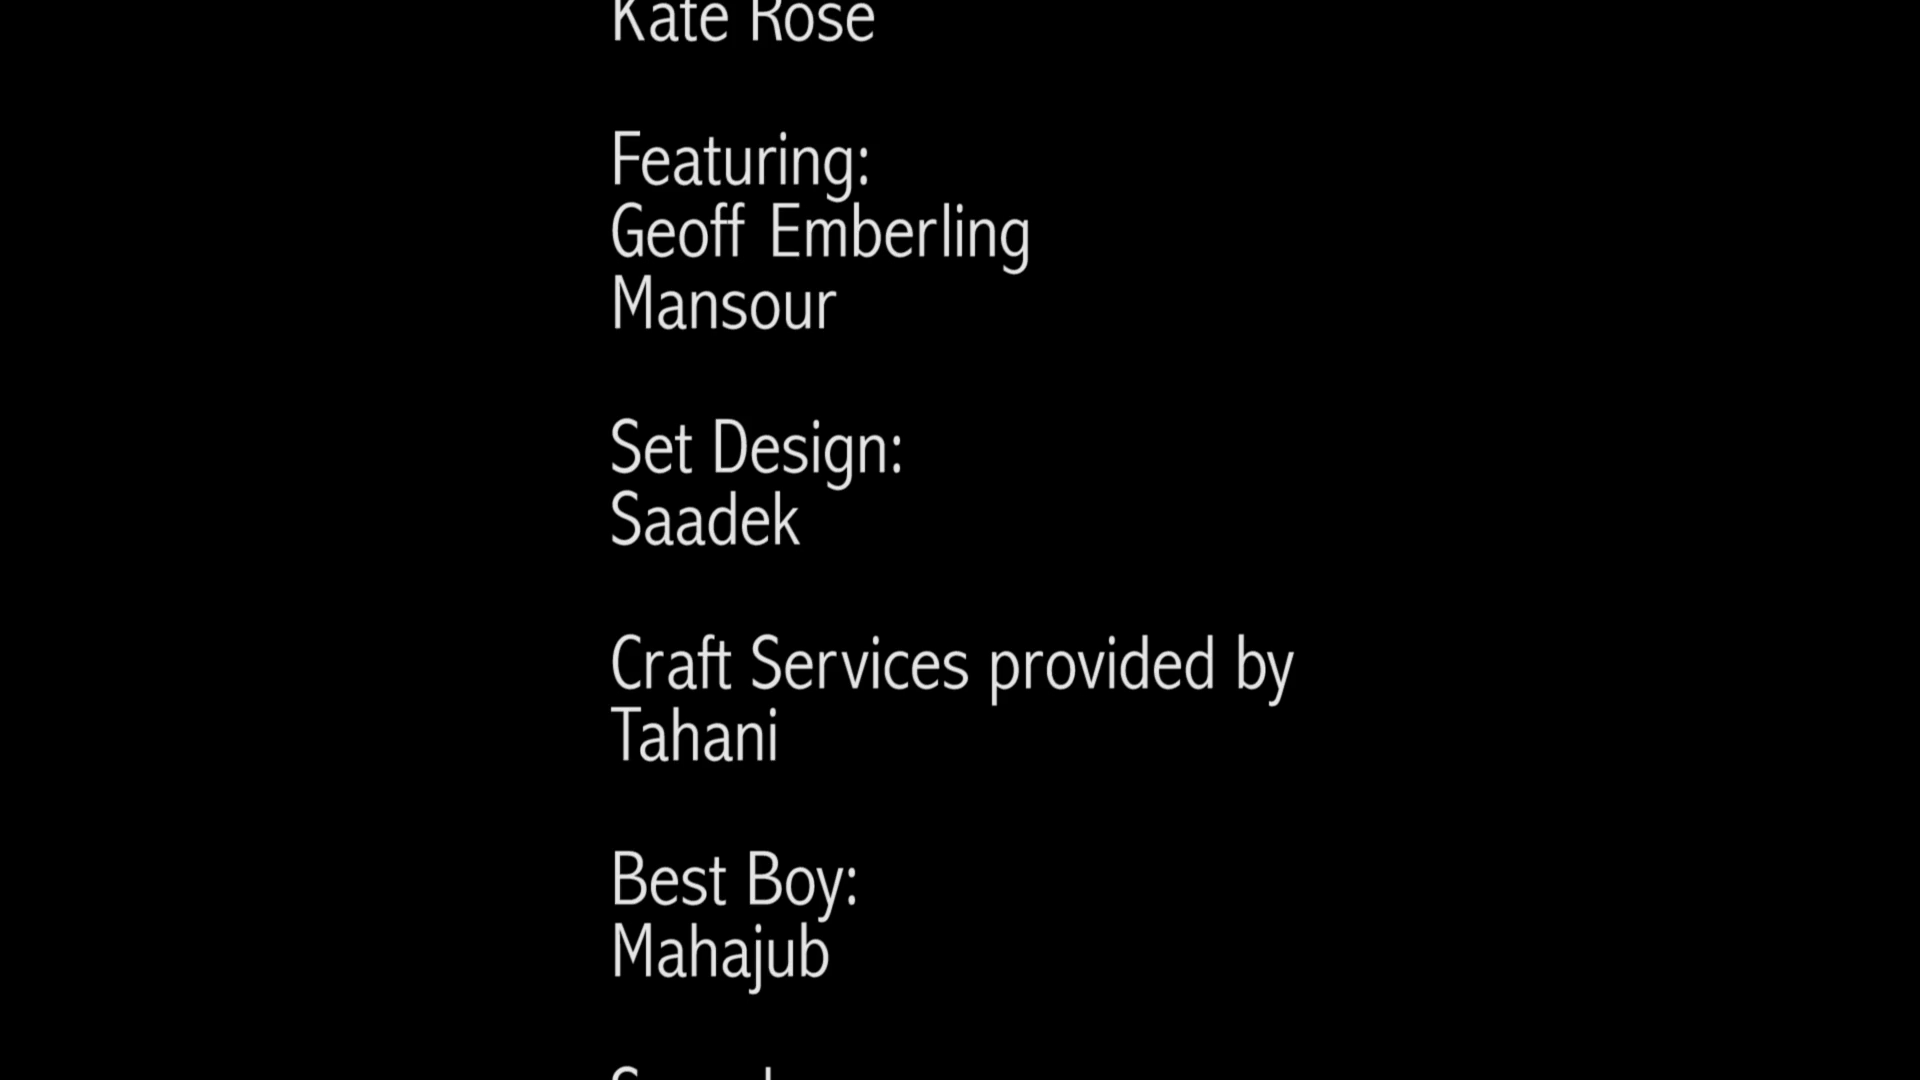 Kate Rose
Featuring:
Geoff Emberling
Mansour
Set Design:
Saadek
Craft Services provided by
Tahani
Best Boy:
Mahajub